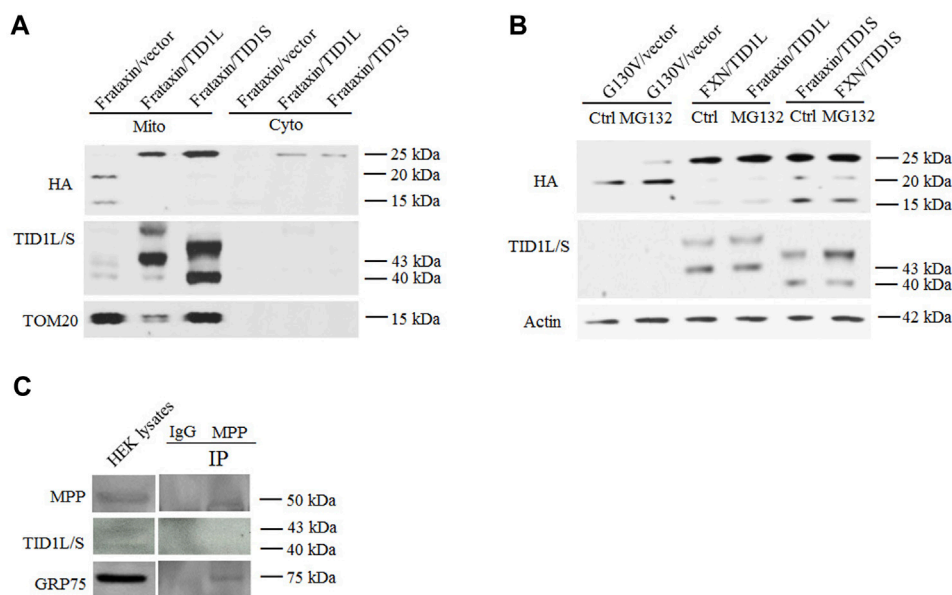 A
Frataxin/vector
Frataxin/TID1L
Frataxin/TID1S
Frataxin/vector
Frataxin/TID1L
Frataxin/TID1S
Mito Cyto
HA
25 kDa
20 kDa
15 kDa
TID1L/S
43 kDa
40 kDa
TOM20
15 kDa
B
G130V/vector
G130V/vector
FXN/TID1L
Frataxin/TID1L
Frataxin/TID1S
FXN/TID1S
Ctrl MG132 Ctrl MG132 Ctrl MG132
HA
25 kDa
20 kDa
15 kDa
TID1L/S
43 kDa
40 kDa
Actin
42 kDa
C
HEK lysates
IgG MPP
IP
MPP
50 kDa
TID1L/S
43 kDa
40 kDa
GRP75
75 kDa